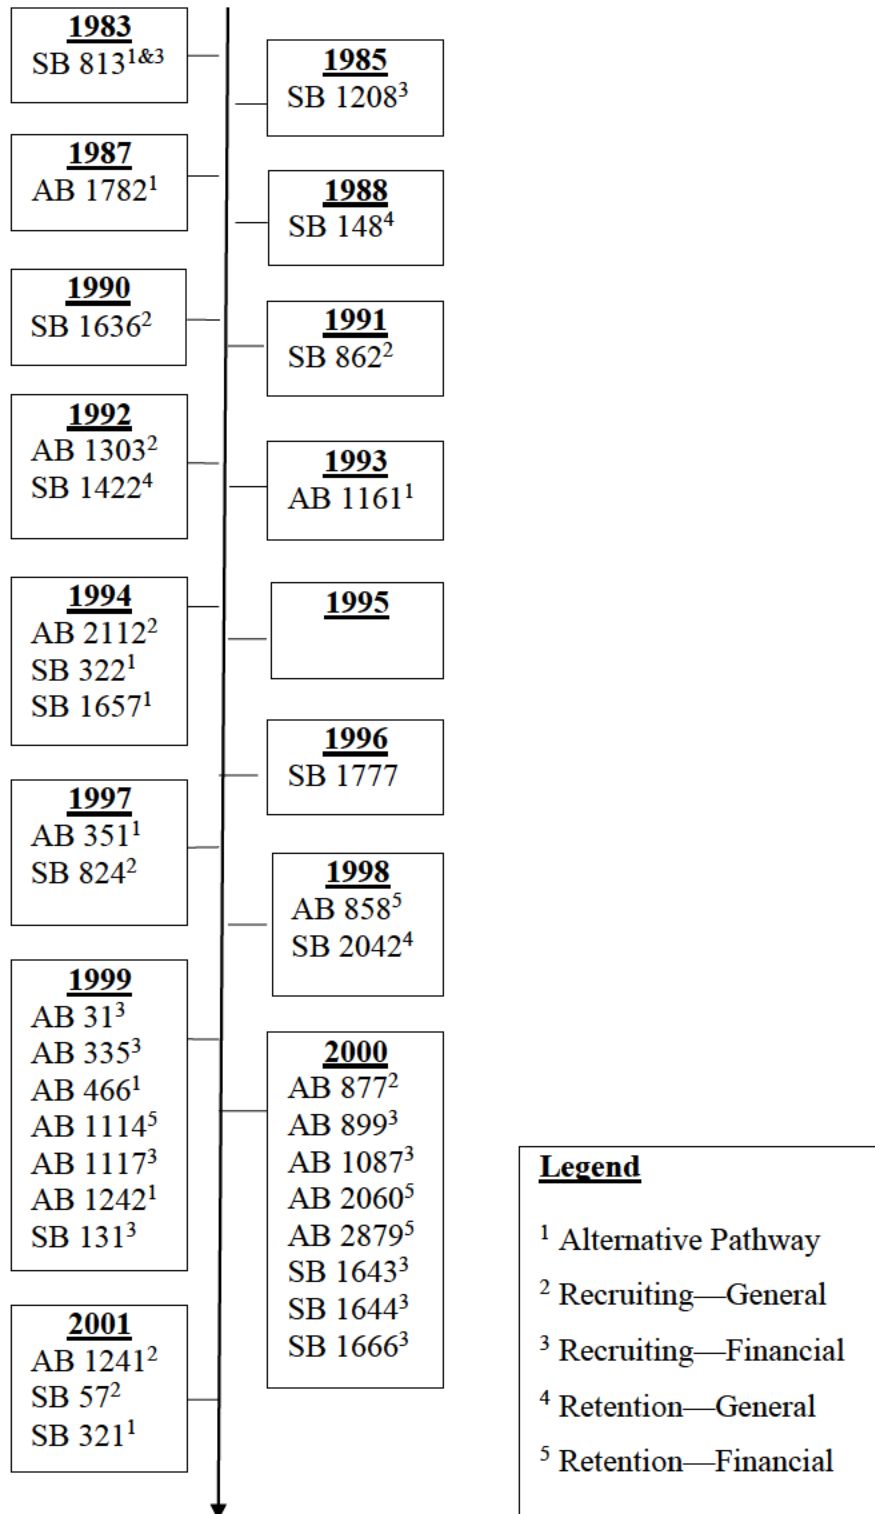 1983
SB 813¹&³
1985
SB 1208³
1987
AB 1782¹
1988
SB 148⁴
1990
SB 1636²
1991
SB 862²
1992
AB 1303²
SB 1422⁴
1993
AB 1161¹
1994
AB 2112²
SB 322¹
SB 1657¹
1995
1996
SB 1777
1997
AB 351¹
SB 824²
1998
AB 858⁵
SB 2042⁴
1999
AB 31³
AB 335³
AB 466¹
AB 1114⁵
AB 1117³
AB 1242¹
SB 131³
2000
AB 877²
AB 899³
AB 1087³
AB 2060⁵
AB 2879⁵
SB 1643³
SB 1644³
SB 1666³
2001
AB 1241²
SB 57²
SB 321¹
Legend
¹ Alternative Pathway
² Recruiting—General
³ Recruiting—Financial
⁴ Retention—General
⁵ Retention—Financial